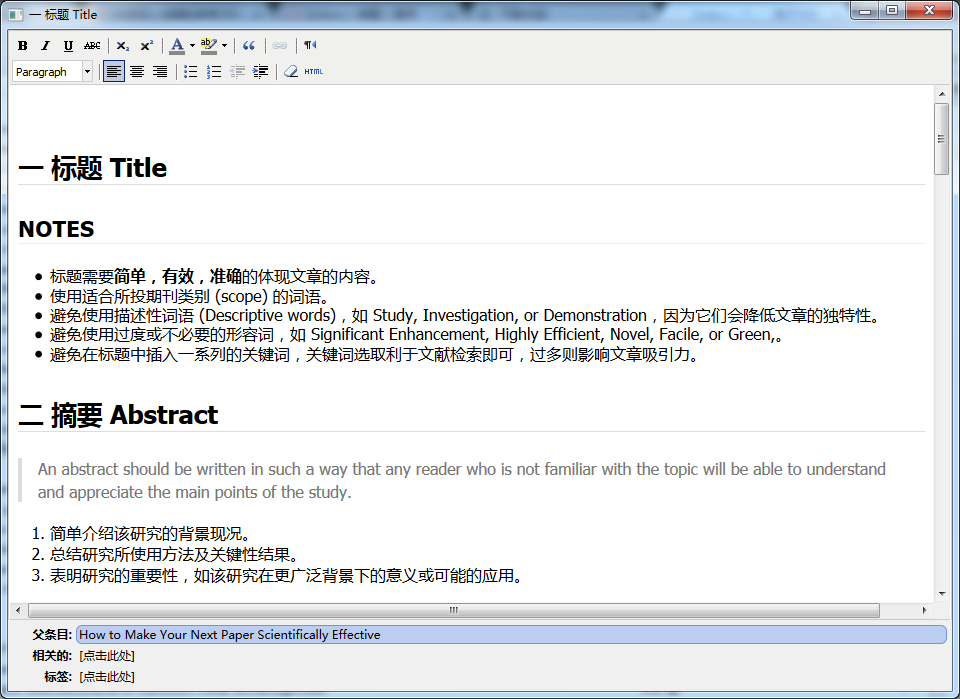 一 标题 Title
B I U ABC X₂ X² A ab HTML
Paragraph
一 标题 Title
NOTES
标题需要简单，有效，准确的体现文章的内容。
使用适合所投期刊类别 (scope) 的词语。
避免使用描述性词语 (Descriptive words)，如 Study, Investigation, or Demonstration，因为它们会降低文章的独特性。
避免使用过度或不必要的形容词，如 Significant Enhancement, Highly Efficient, Novel, Facile, or Green,。
避免在标题中插入一系列的关键词，关键词选取利于文献检索即可，过多则影响文章吸引力。
二 摘要 Abstract
An abstract should be written in such a way that any reader who is not familiar with the topic will be able to understand
and appreciate the main points of the study.
1. 简单介绍该研究的背景现况。
2. 总结研究所使用方法及关键性结果。
3. 表明研究的重要性，如该研究在更广泛背景下的意义或可能的应用。
父条目: How to Make Your Next Paper Scientifically Effective
相关的: [点击此处]
标签: [点击此处]